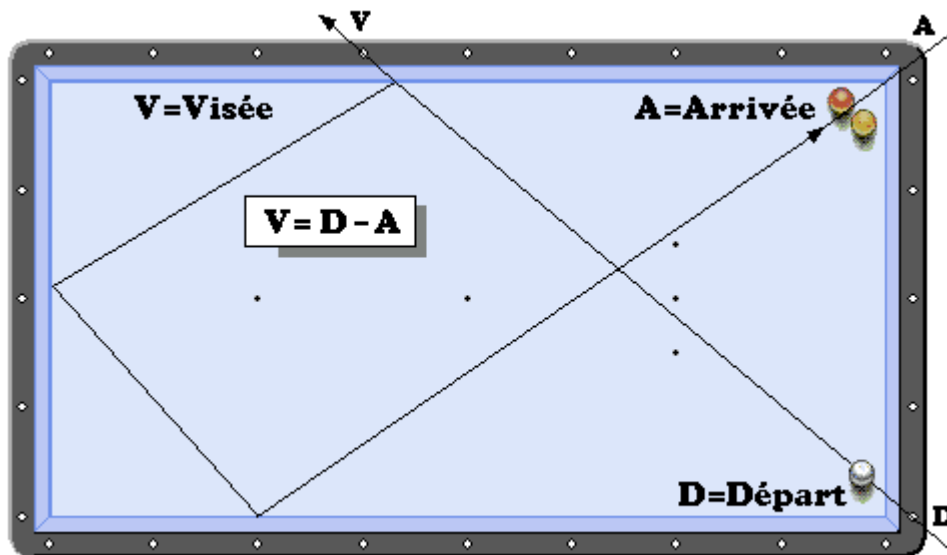 V
A
V=Visée
A=Arrivée
V= D - A
D=Départ
D